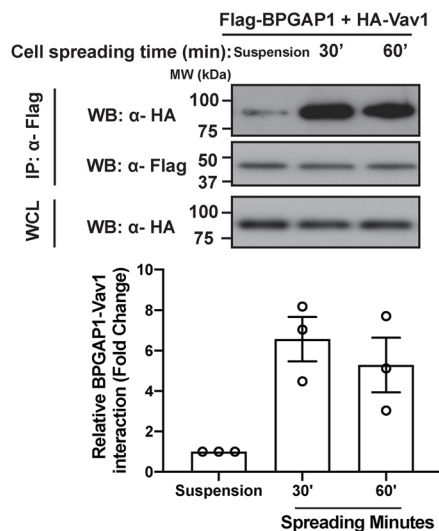 Flag-BPGAP1 + HA-Vav1
Cell spreading time (min): Suspension 30’ 60’
MW (kDa)
IP: α- Flag
WB: α- HA
100
75
WB: α- Flag
50
37
WCL
WB: α- HA
100
75
Relative BPGAP1-Vav1
interaction (Fold Change)
10
8
6
4
2
0
Suspension 30' 60'
Spreading Minutes